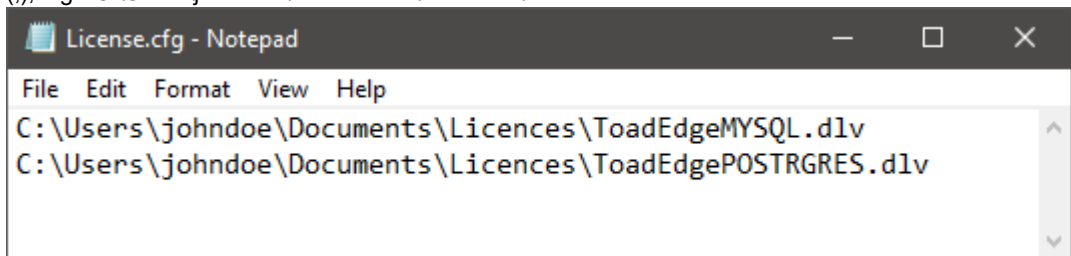 License.cfg - Notepad
File Edit Format View Help
C:\Users\johndoe\Documents\Licences\ToadEdgeMYSQL.dlv
C:\Users\johndoe\Documents\Licences\ToadEdgePOSTRGRES.dlv